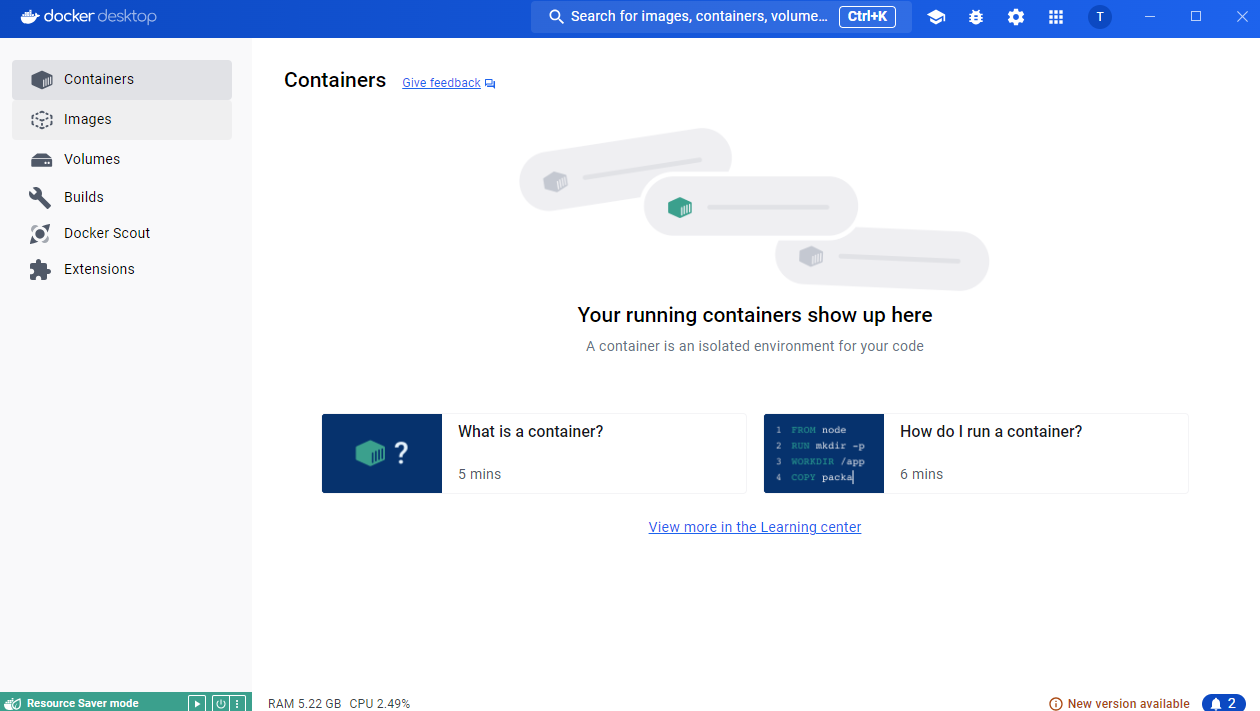 docker desktop
Search for images, containers, volume...
Ctrl+K
T
Containers
Images
Volumes
Builds
Docker Scout
Extensions
Containers
Give feedback
Your running containers show up here
A container is an isolated environment for your code
?
What is a container?
5 mins
1 FROM node
2 RUN mkdir -p
3 WORKDIR /app
4 COPY packa
How do I run a container?
6 mins
View more in the Learning center
Resource Saver mode
RAM 5.22 GB CPU 2.49%
New version available
2